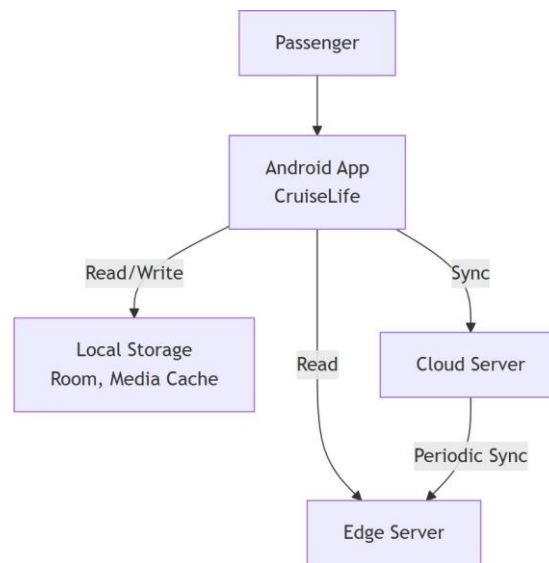 Passenger
Android App
CruiseLife
Read/Write
Sync
Local Storage
Room, Media Cache
Read
Cloud Server
Periodic Sync
Edge Server